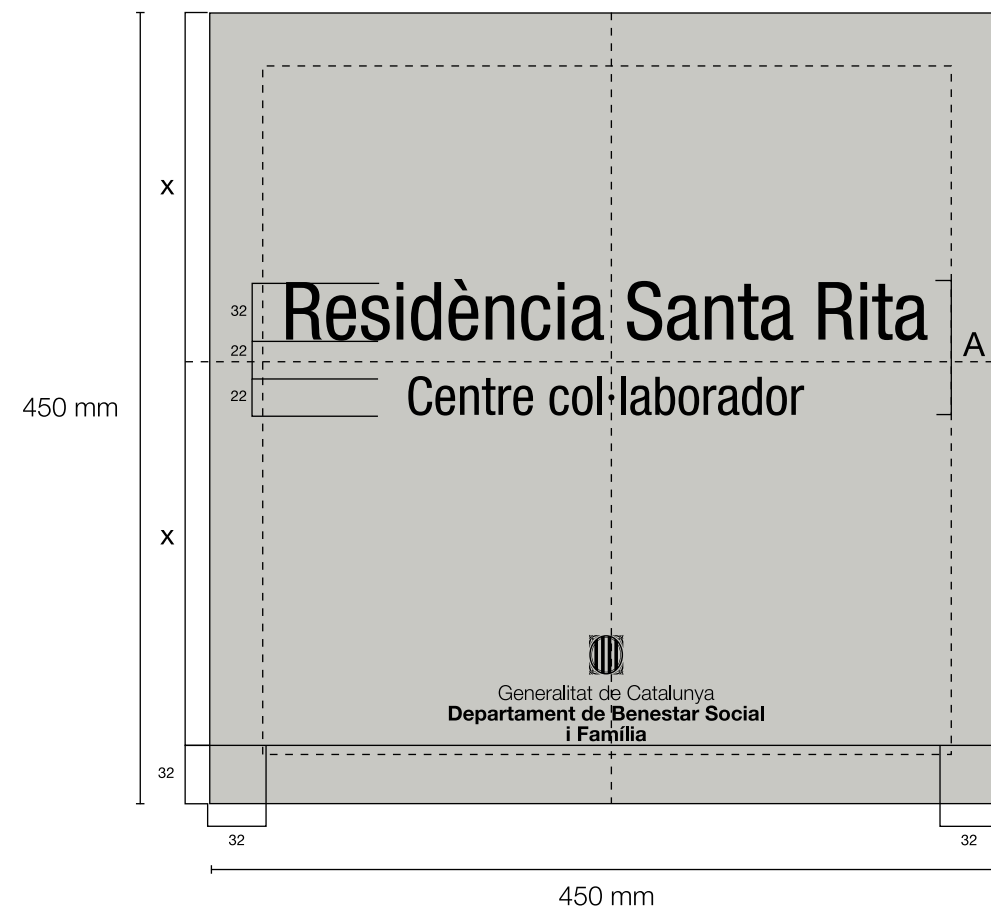 x
32
Residència Santa Rita
22
A
22
Centre col·laborador
450 mm
x
Generalitat de Catalunya
Departament de Benestar Social
i Família
32
32
32
450 mm